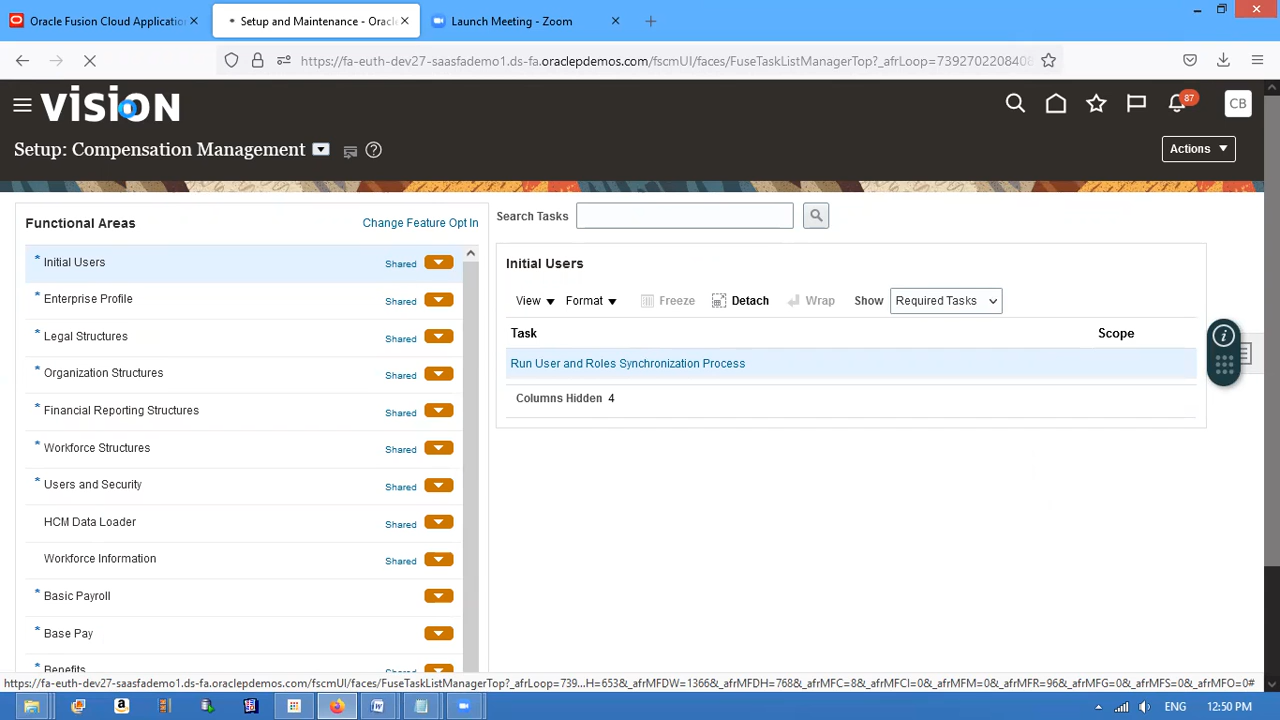 Oracle Fusion Cloud Application
Setup and Maintenance - Oracle
Launch Meeting - Zoom
https://fa-euth-dev27-saasfademo1.ds-fa.oraclepdemos.com/fscmUI/faces/FuseTaskListManagerTop?_afrLoop=7392702208408
vision
87
CB
Setup: Compensation Management
Actions
Functional Areas
Change Feature Opt In
Search Tasks
* Initial Users Shared
* Enterprise Profile Shared
* Legal Structures Shared
* Organization Structures Shared
* Financial Reporting Structures Shared
* Workforce Structures Shared
* Users and Security Shared
HCM Data Loader Shared
Workforce Information Shared
* Basic Payroll
* Base Pay
* Benefits Shared
Initial Users
View Format Freeze Detach Wrap Show Required Tasks
Task Scope
Run User and Roles Synchronization Process
Columns Hidden 4
https://fa-euth-dev27-saasfademo1.ds-fa.oraclepdemos.com/fscmUI/faces/FuseTaskListManagerTop?_afrLoop=739...H=653&_afrMFDW=1366&_afrMFDH=768&_afrMFC=8&_afrMFCI=0&_afrMFM=0&_afrMFR=96&_afrMFG=0&_afrMFS=0&_afrMFO=0#
ENG
12:50 PM